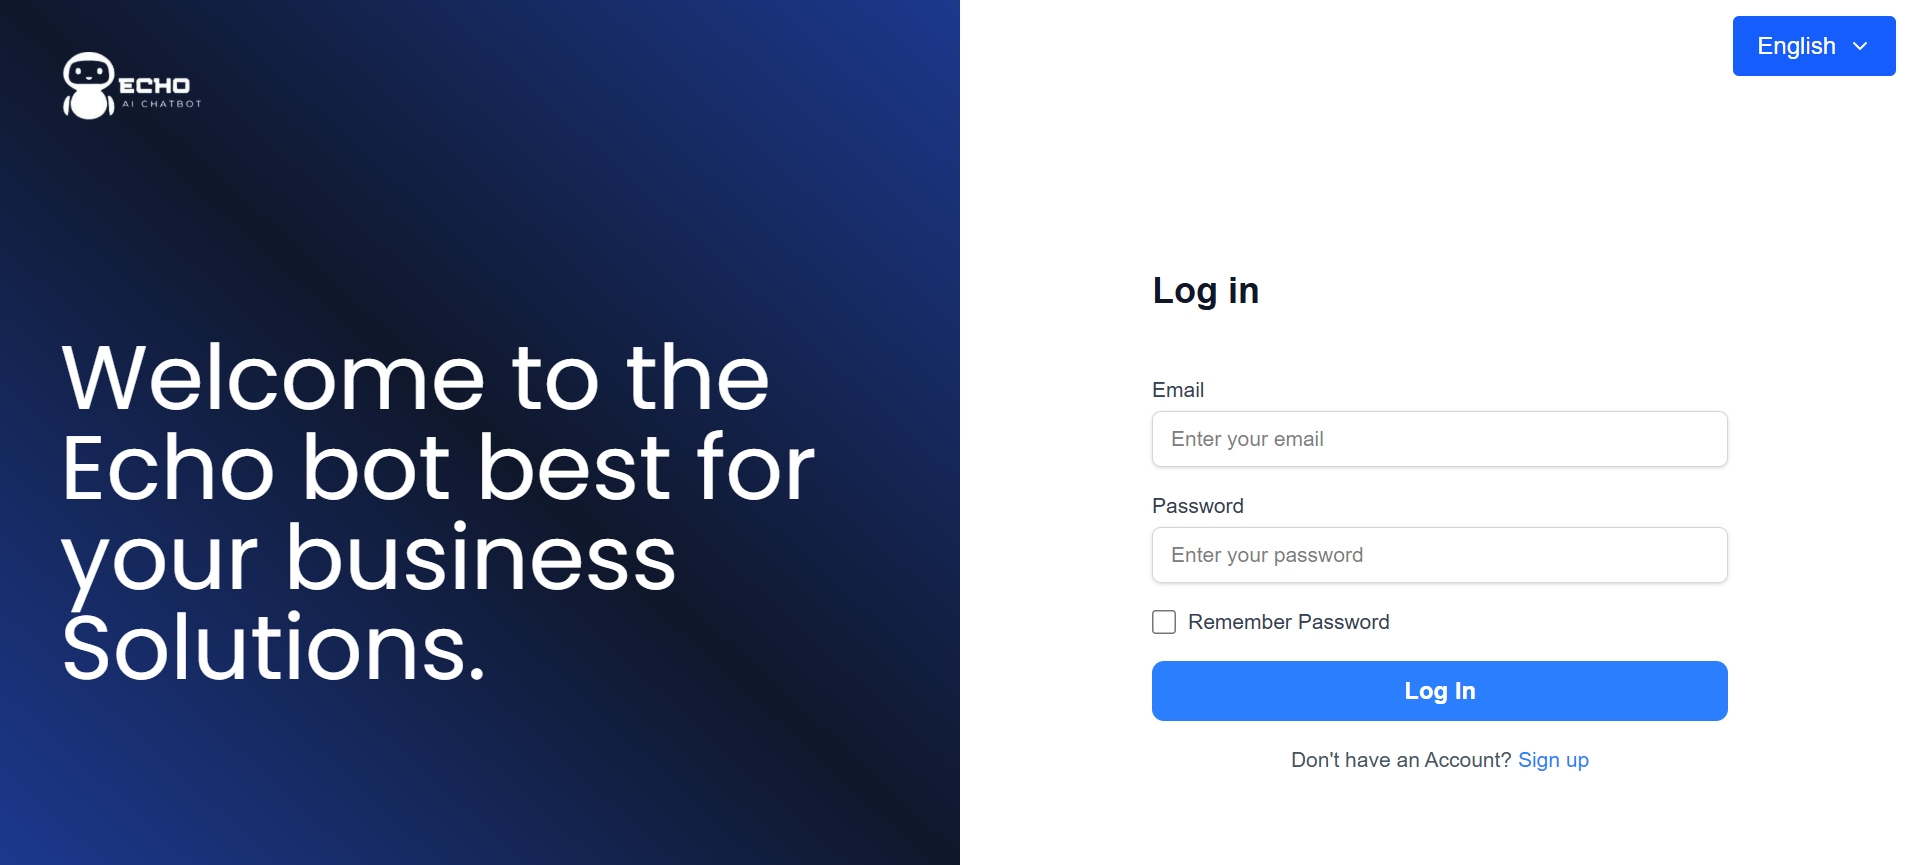 ECHO
AI CHATBOT
Welcome to the
Echo bot best for
your business
Solutions.
English
Log in
Email
Enter your email
Password
Enter your password
Remember Password
Log In
Don't have an Account? Sign up